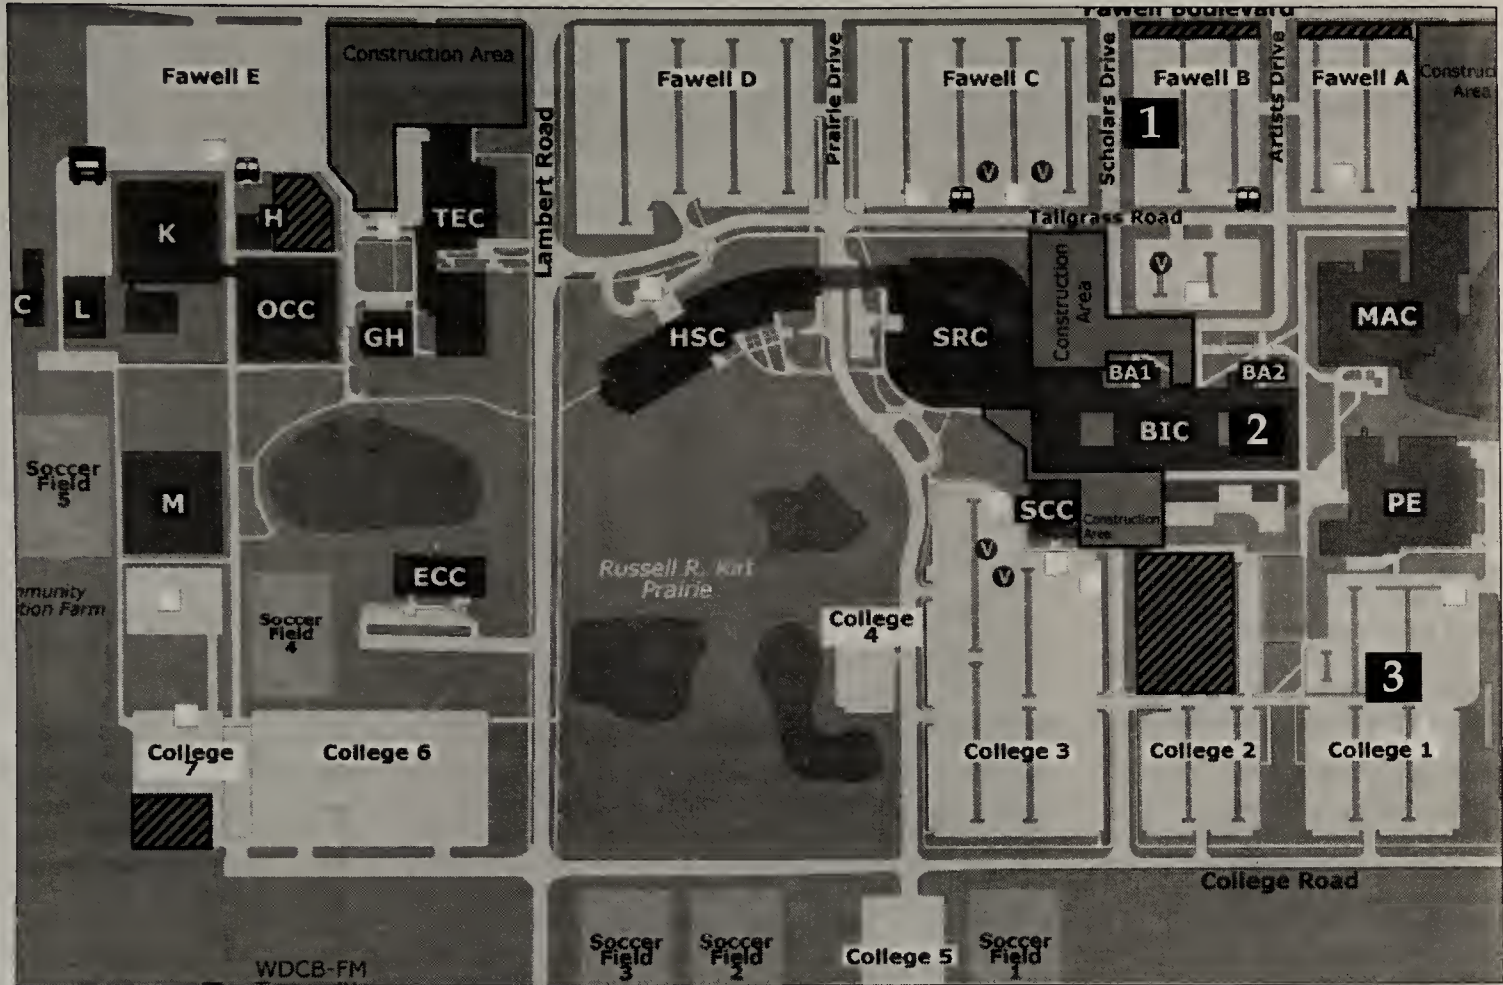 Fawell Boulevard
Construction Area
Fawell E
Fawell D
Prairie Drive
Fawell C
Scholars Drive
Fawell B
Artists Drive
Fawell A
Area
1
Lambert Road
V
V
K
H
TEC
Tallgrass Road
V
C
L
OCC
GH
HSC
SRC
Construction
Area
MAC
BA1
BA2
BIC
2
Soccer
Field
5
M
SCC
Construction
Area
PE
V
V
ECC
Russell R. Kirt
Prairie
Soccer
Field
4
College
4
3
College
7
College 6
College 3
College 2
College 1
College Road
Soccer
Field
3
Soccer
Field
2
College 5
Soccer
Field
1
WDCB-FM